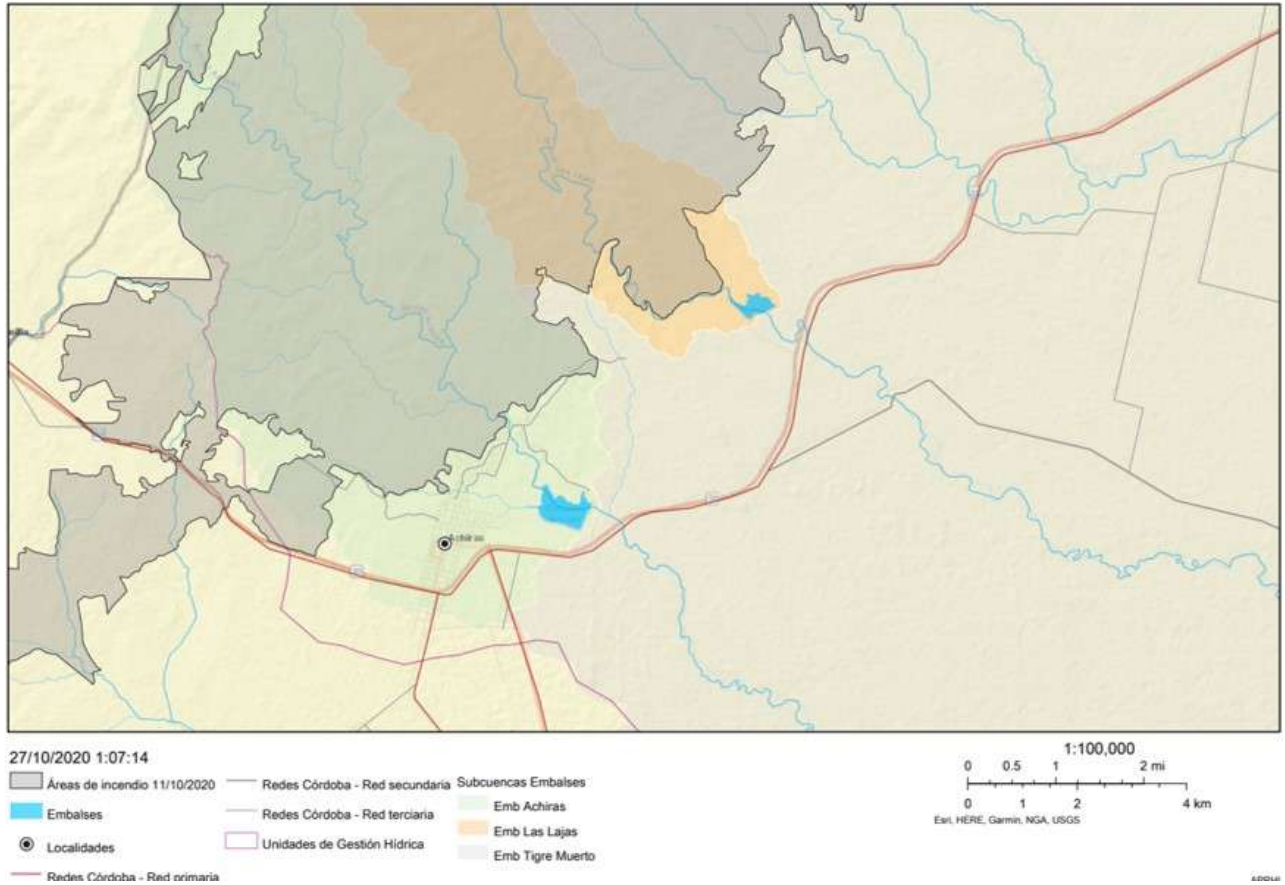 Achiras
27/10/2020 1:07:14
Áreas de incendio 11/10/2020
Embalses
Localidades
Redes Córdoba - Red primaria
Redes Córdoba - Red secundaria
Redes Córdoba - Red terciaria
Unidades de Gestión Hídrica
Subcuencas Embalses
Emb Achiras
Emb Las Lajas
Emb Tigre Muerto
1:100,000
0 0.5 1 2 mi
0 1 2 4 km
Esri, HERE, Garmin, NGA, USGS
APRHI